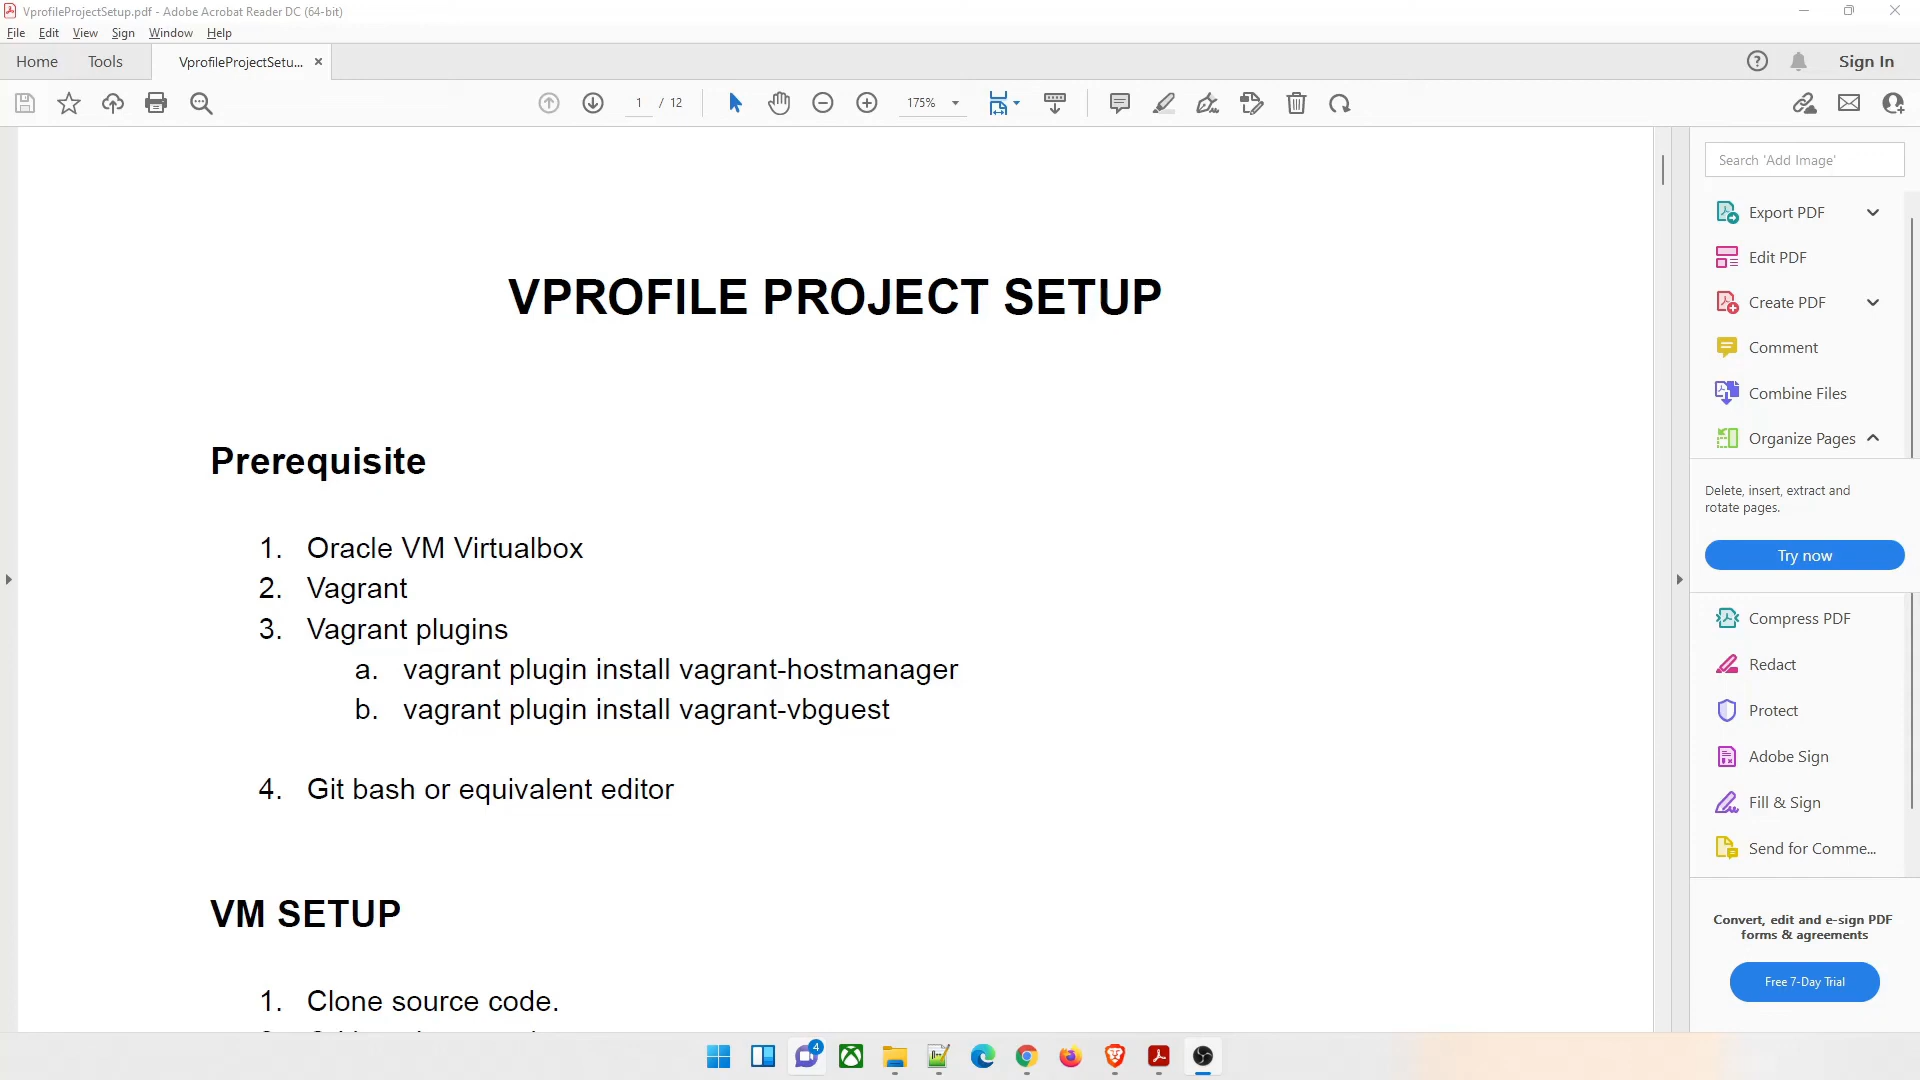 VprofileProjectSetup.pdf - Adobe Acrobat Reader DC (64-bit)
File Edit View Sign Window Help
Home Tools VprofileProjectSetu... × Sign In
1 / 12 175%
VPROFILE PROJECT SETUP
Prerequisite
1. Oracle VM Virtualbox
2. Vagrant
3. Vagrant plugins
a. vagrant plugin install vagrant-hostmanager
b. vagrant plugin install vagrant-vbguest
4. Git bash or equivalent editor
VM SETUP
1. Clone source code.
Search 'Add Image'
Export PDF
Edit PDF
Create PDF
Comment
Combine Files
Organize Pages
Delete, insert, extract and
rotate pages.
Try now
Compress PDF
Redact
Protect
Adobe Sign
Fill & Sign
Send for Comme...
Convert, edit and e-sign PDF
forms & agreements
Free 7-Day Trial
4